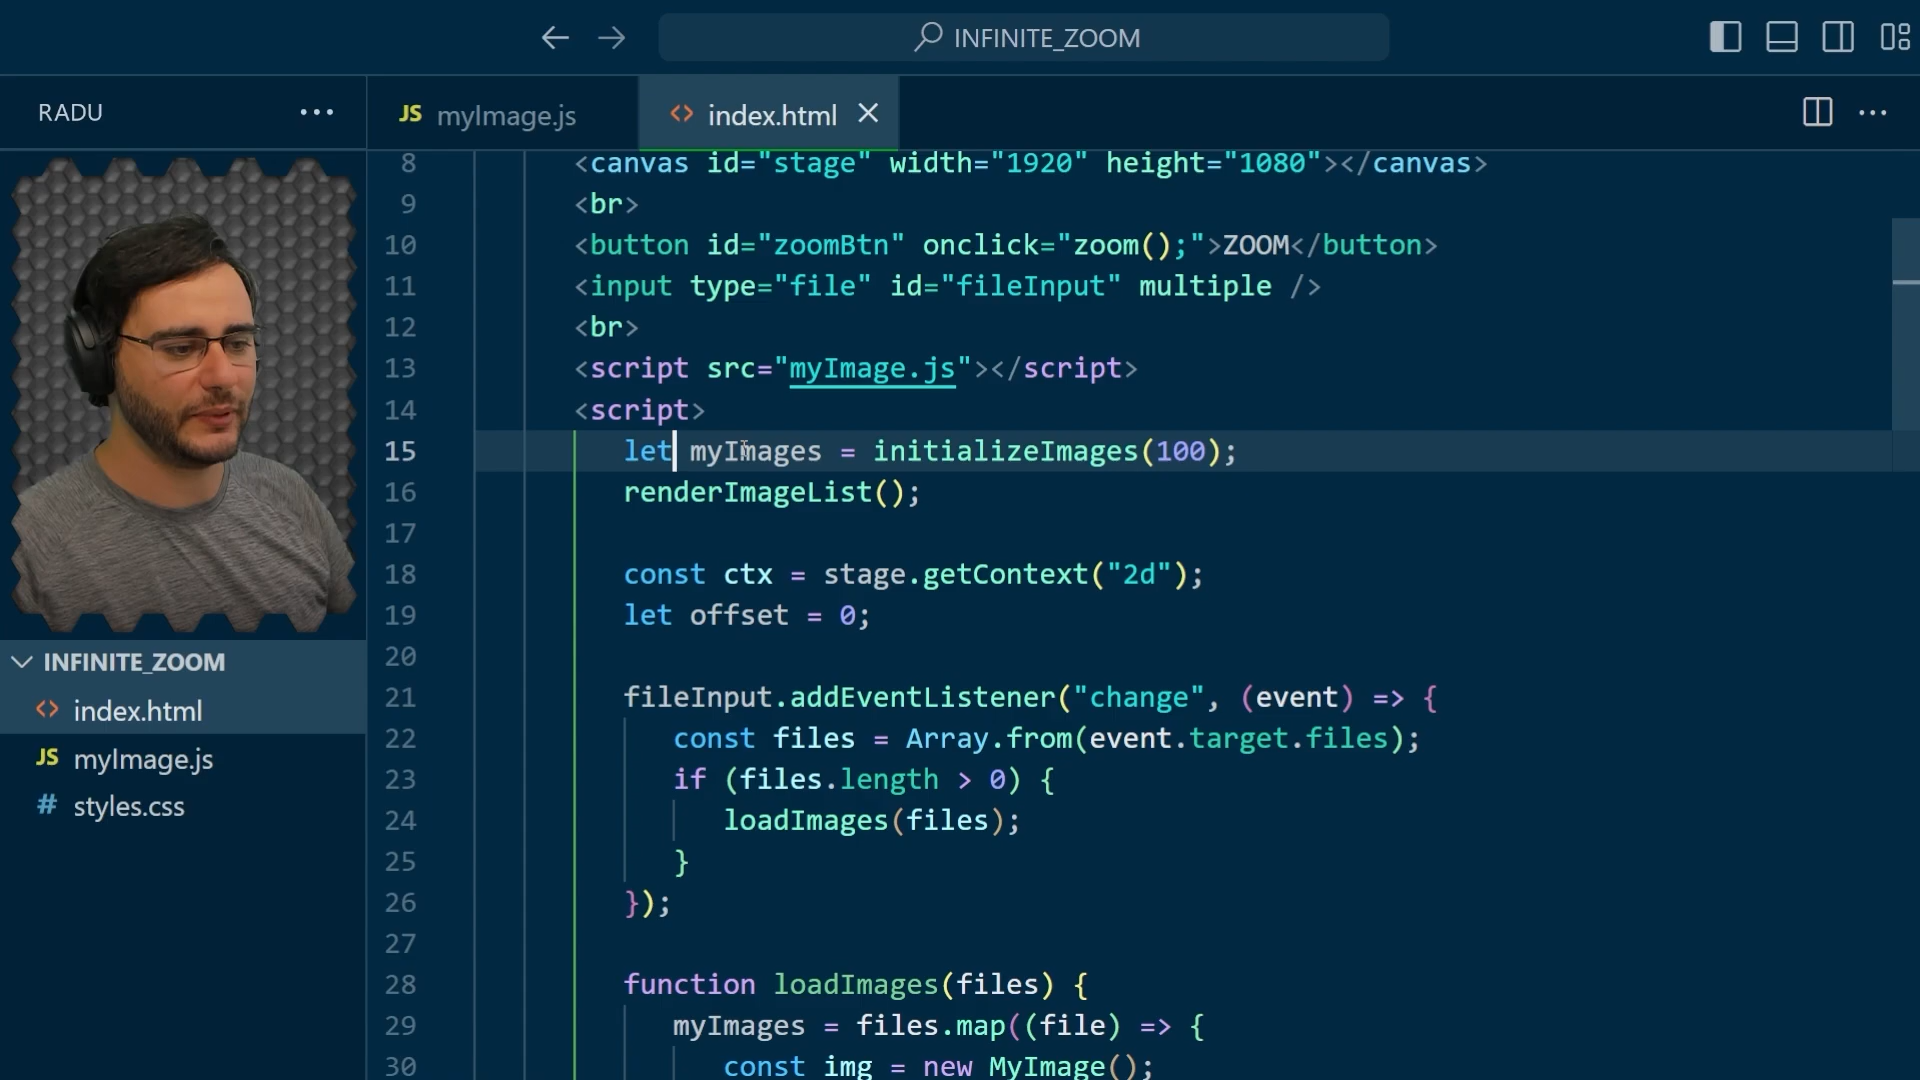 INFINITE_ZOOM
RADU
JS myImage.js
<> index.html
8 <canvas id="stage" width="1920" height="1080"></canvas>
9 <br>
10 <button id="zoomBtn" onclick="zoom();">ZOOM</button>
11 <input type="file" id="fileInput" multiple />
12 <br>
13 <script src="myImage.js"></script>
14 <script>
15 let myImages = initializeImages(100);
16 renderImageList();
17
18 const ctx = stage.getContext("2d");
19 let offset = 0;
20
21 fileInput.addEventListener("change", (event) => {
22 const files = Array.from(event.target.files);
23 if (files.length > 0) {
24 loadImages(files);
25 }
26 });
27
28 function loadImages(files) {
29 myImages = files.map((file) => {
30 const img = new MyImage();
INFINITE_ZOOM
<> index.html
JS myImage.js
# styles.css